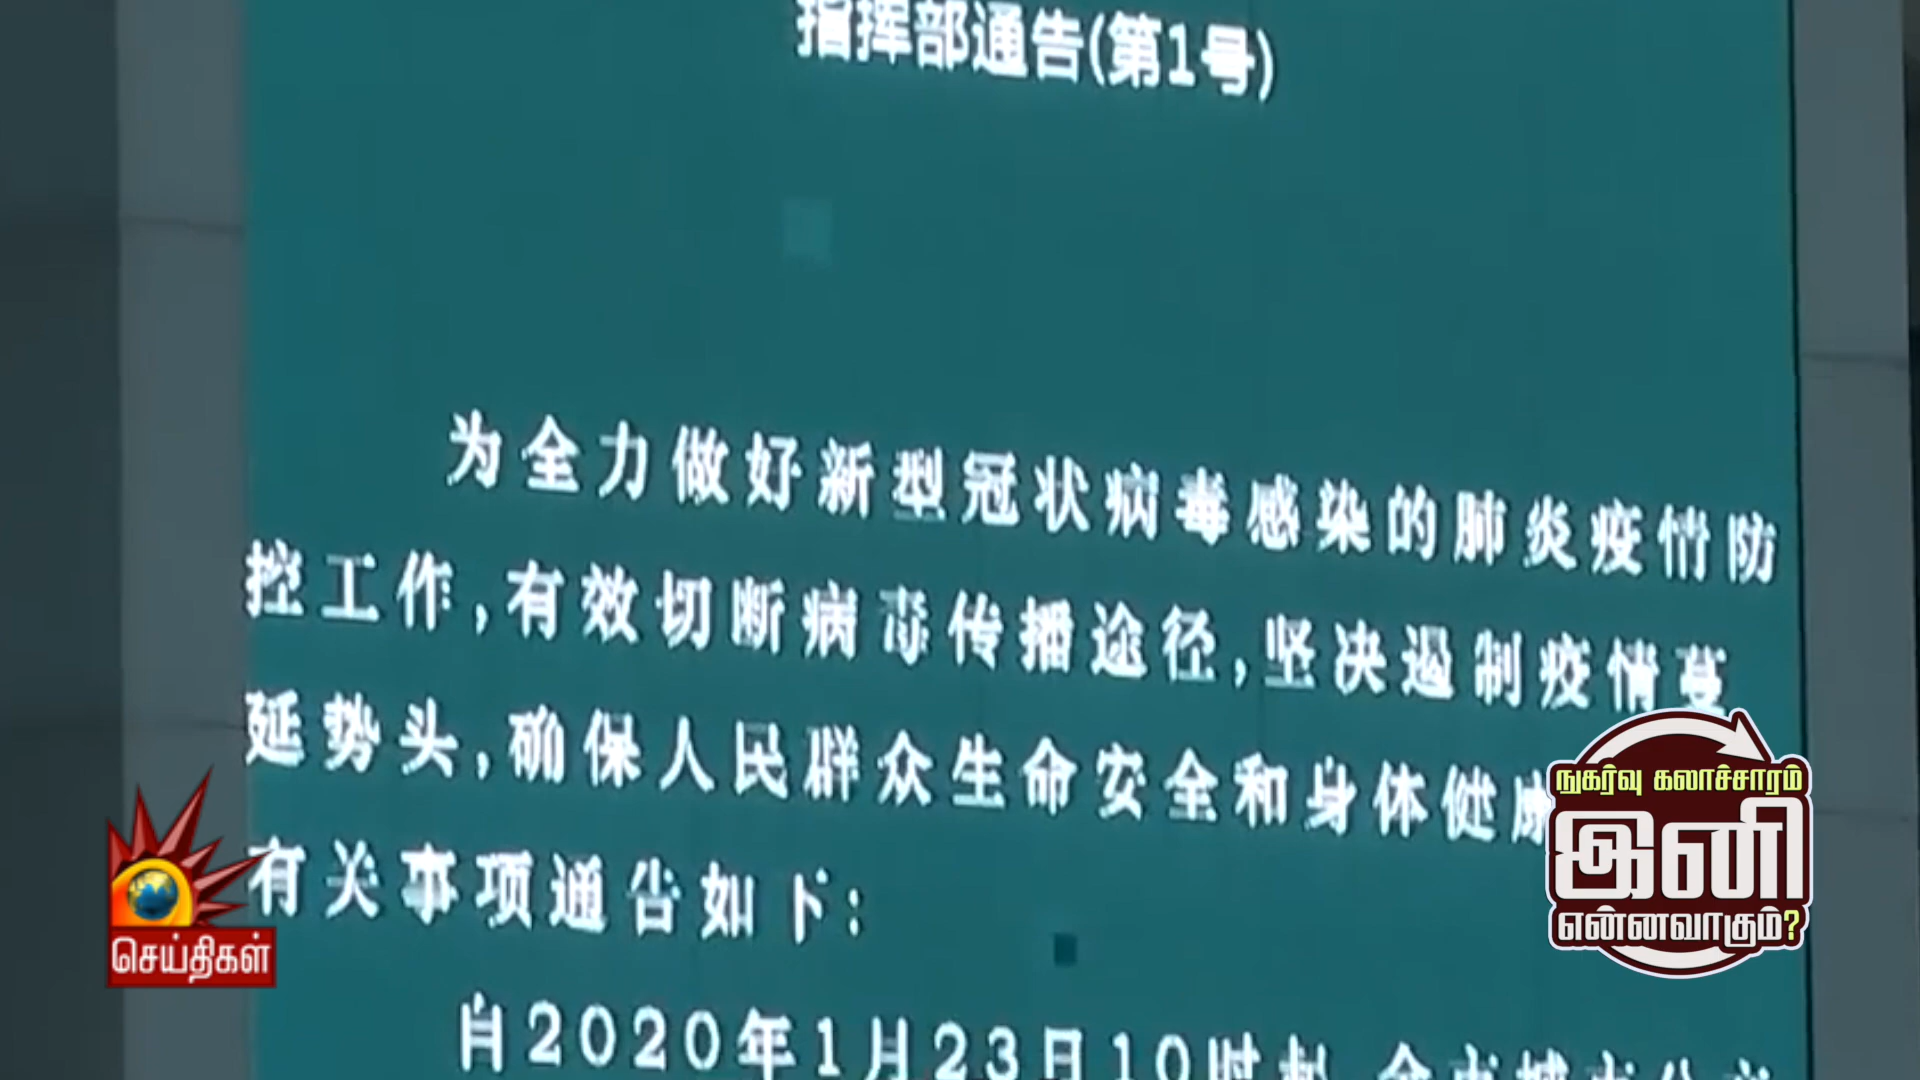 指挥部通告(第1号)
为全力做好新型冠状病毒感染的肺炎疫情防
控工作,有效切断病毒传播途径,坚决遏制疫情蔓
延势头,确保人民群众生命安全和身体健康
有关事项通告如下:
自2020年1月23日10时起
செய்திகள்
நுகர்வு கலாச்சாரம்
இனி
என்னவாகும்?